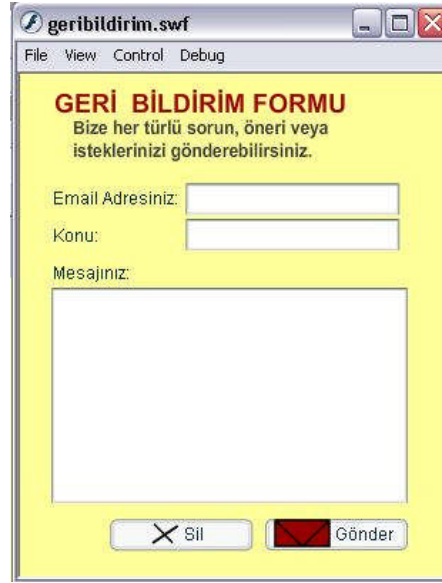 geribildirim.swf
File View Control Debug
GERİ BİLDİRİM FORMU
Bize her türlü sorun, öneri veya
isteklerinizi gönderebilirsiniz.
Email Adresiniz:
Konu:
Mesajınız:
Sil Gönder